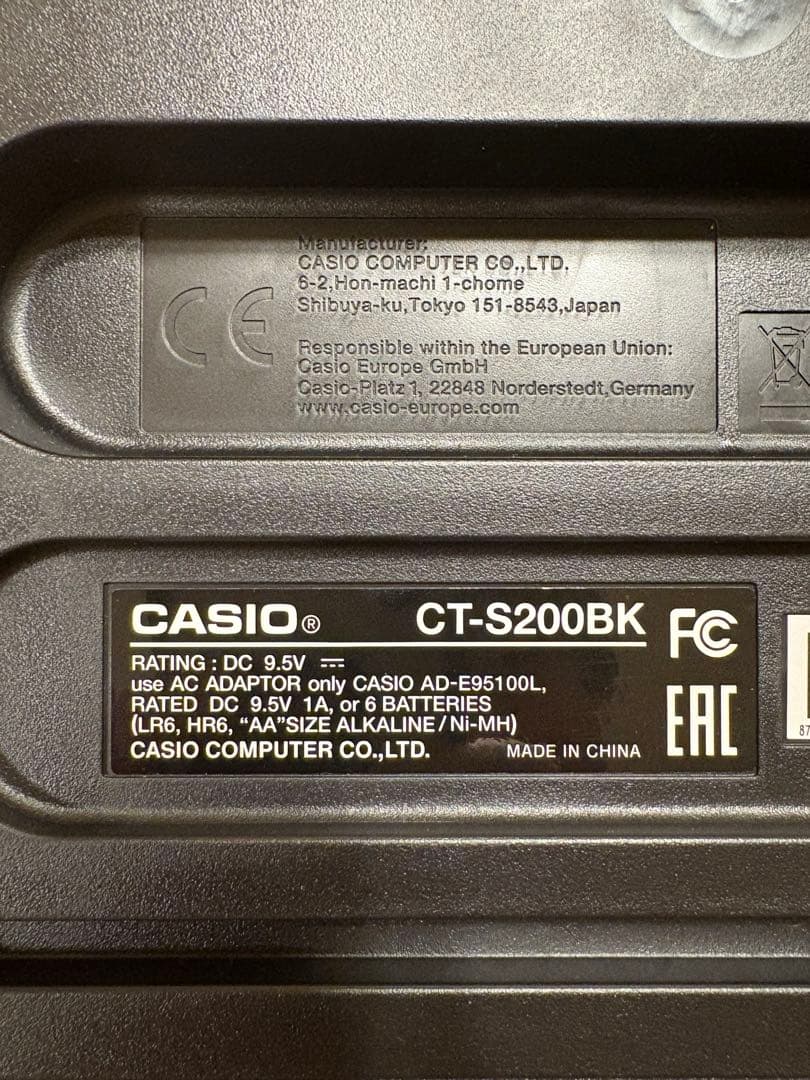 Manufacturer:
CASIO COMPUTER CO.,LTD.
6-2,Hon-machi 1-chome
Shibuya-ku,Tokyo 151-8543,Japan
Responsible within the European Union:
Casio Europe GmbH
Casio-Platz 1, 22848 Norderstedt,Germany
www.casio-europe.com
CE
CASIO® CT-S200BK
FC
RATING : DC 9.5V ⎓
use AC ADAPTOR only CASIO AD-E95100L,
RATED DC 9.5V 1A, or 6 BATTERIES
(LR6, HR6, “AA”SIZE ALKALINE / Ni-MH)
CASIO COMPUTER CO.,LTD. MADE IN CHINA
EAC
87